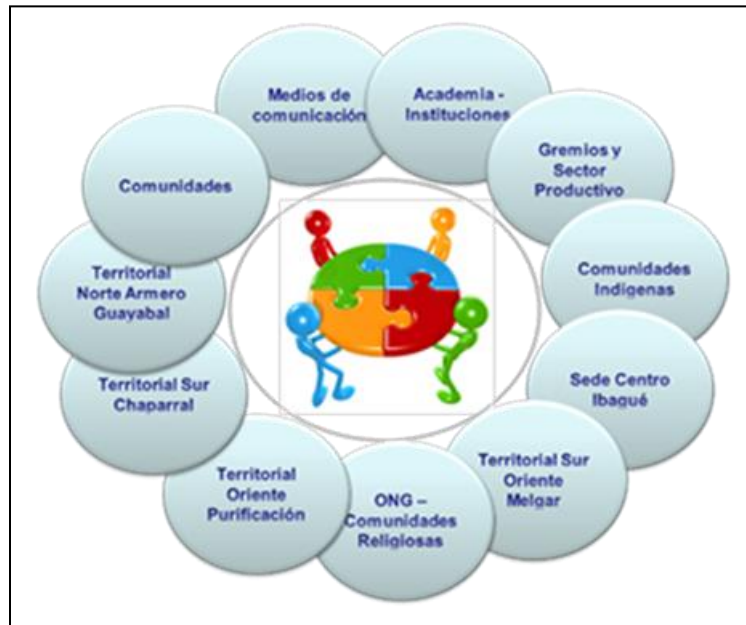 Medios de
comunicación
Academia -
Instituciones
Gremios y
Sector
Productivo
Comunidades
Indígenas
Sede Centro
Ibagué
Territorial Sur
Oriente
Melgar
ONG –
Comunidades
Religiosas
Territorial
Oriente
Purificación
Territorial Sur
Chaparral
Territorial
Norte Armero
Guayabal
Comunidades